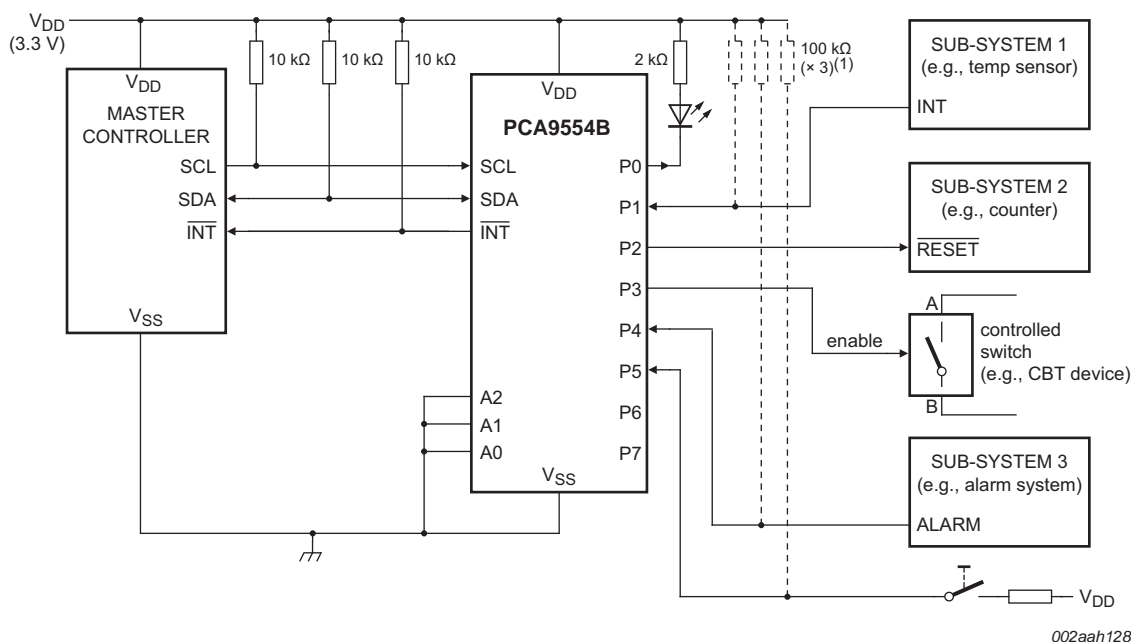 VDD
(3.3 V)
10 kΩ
10 kΩ
10 kΩ
2 kΩ
100 kΩ
(× 3)(1)
VDD
MASTER
CONTROLLER
SCL
SDA
INT
VSS
VDD
PCA9554B
SCL
SDA
INT
A2
A1
A0
VSS
P0
P1
P2
P3
P4
P5
P6
P7
SUB-SYSTEM 1
(e.g., temp sensor)
INT
SUB-SYSTEM 2
(e.g., counter)
RESET
enable
A
B
controlled
switch
(e.g., CBT device)
SUB-SYSTEM 3
(e.g., alarm system)
ALARM
VDD
002aah128